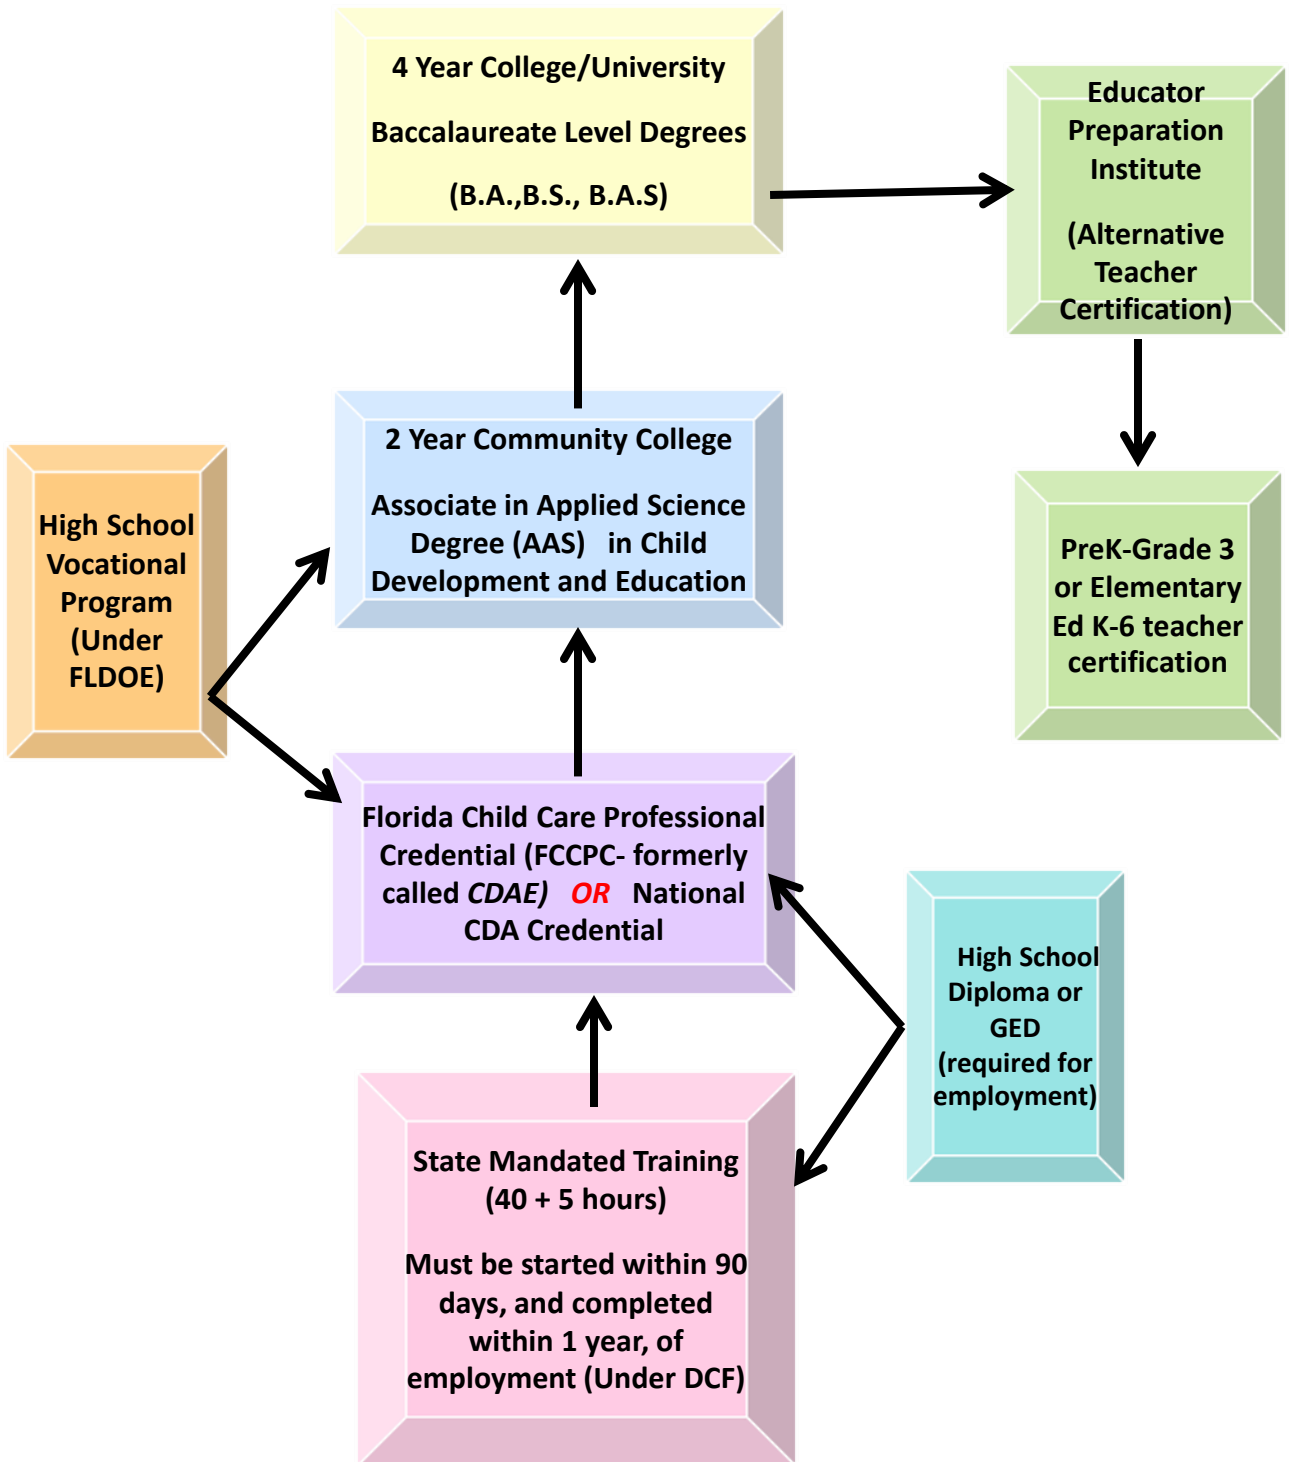 4 Year College/University
Baccalaureate Level Degrees
(B.A.,B.S., B.A.S)
Educator
Preparation
Institute
(Alternative
Teacher
Certification)
2 Year Community College
Associate in Applied Science
Degree (AAS) in Child
Development and Education
High School
Vocational
Program
(Under
FLDOE)
PreK-Grade 3
or Elementary
Ed K-6 teacher
certification
Florida Child Care Professional
Credential (FCCPC- formerly
called CDAE) OR National
CDA Credential
High School
Diploma or
GED
(required for
employment)
State Mandated Training
(40 + 5 hours)
Must be started within 90
days, and completed
within 1 year, of
employment (Under DCF)